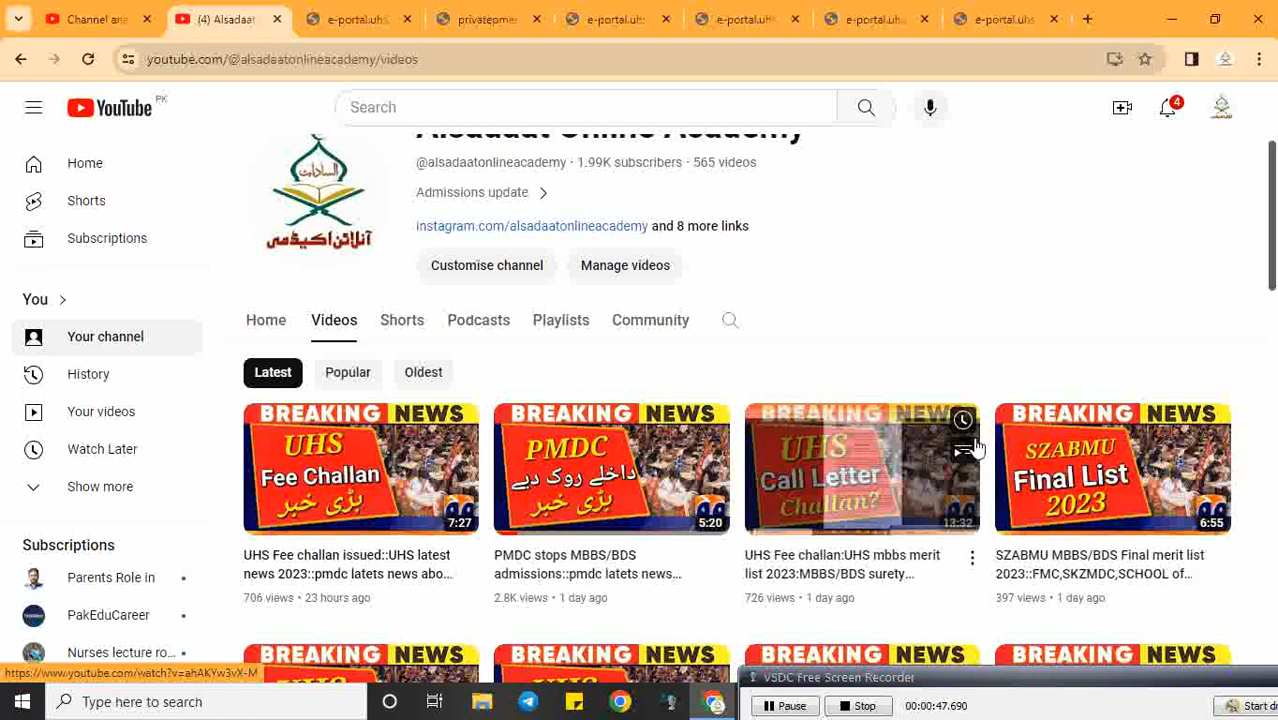 Channel an
(4) Alsadaat
e-portal.uhs
privatepme
e-portal.uhs
e-portal.uhs
e-portal.uhs
e-portal.uhs
youtube.com/@alsadaatonlineacademy/videos
YouTube PK
Search
4
Alsadaat Online Academy
@alsadaatonlineacademy · 1.99K subscribers · 565 videos
Admissions update
instagram.com/alsadaatonlineacademy and 8 more links
Customise channel
Manage videos
السادات
آنلائن اکیڈمی
Home
Shorts
Subscriptions
You
Your channel
History
Your videos
Watch Later
Show more
Subscriptions
Parents Role in
PakEduCareer
Nurses lecture ro...
Home
Videos
Shorts
Podcasts
Playlists
Community
Latest
Popular
Oldest
BREAKING NEWS
UHS
Fee Challan
بڑی خبر
7:27
UHS Fee challan issued::UHS latest
news 2023::pmdc latets news abo...
706 views · 23 hours ago
BREAKING NEWS
PMDC
داخلے روک دیے
بڑی خبر
5:20
PMDC stops MBBS/BDS
admissions::pmdc latets news...
2.8K views · 1 day ago
BREAKING NEWS
UHS
Call Letter
Challan?
13:32
UHS Fee challan:UHS mbbs merit
list 2023:MBBS/BDS surety...
726 views · 1 day ago
BREAKING NEWS
SZABMU
Final List
2023
6:55
SZABMU MBBS/BDS Final merit list
2023::FMC,SKZMDC,SCHOOL of...
397 views · 1 day ago
BREAKING NEWS
BREAKING NEWS
BREAKING NEWS
BREAKING NEWS
https://www.youtube.com/watch?v=ahAKYw3vX-M
VSDC Free Screen Recorder
Pause
Stop
00:00:47.690
Start d
Type here to search